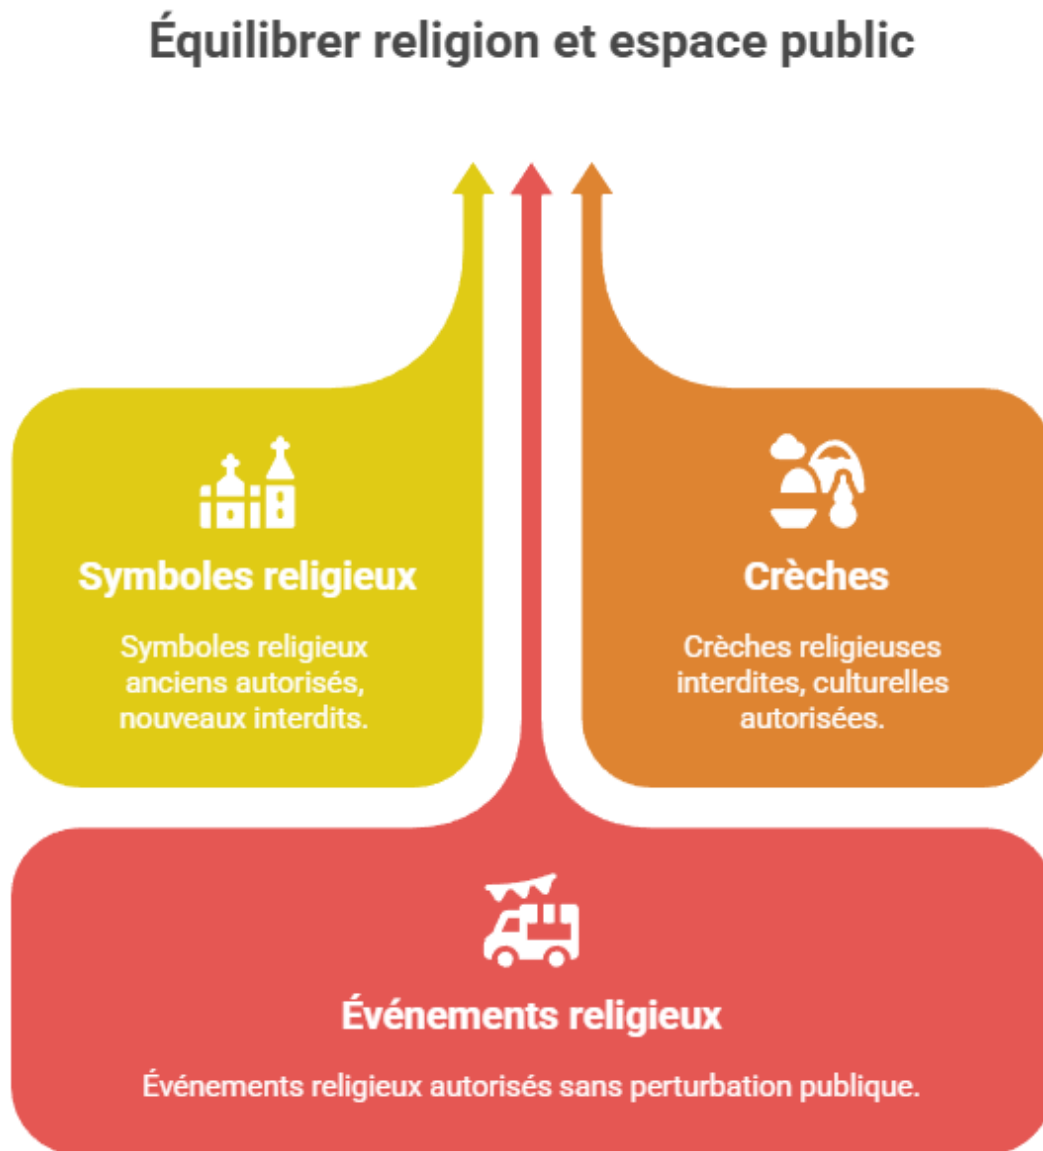 Équilibrer religion et espace public
Symboles religieux
Symboles religieux
anciens autorisés,
nouveaux interdits.
Crèches
Crèches religieuses
interdites, culturelles
autorisées.
Événements religieux
Événements religieux autorisés sans perturbation publique.